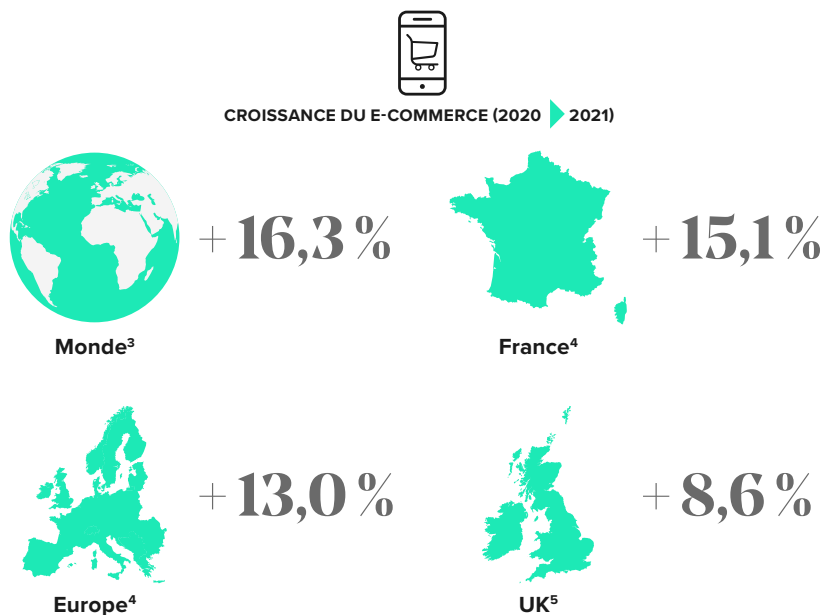 CROISSANCE DU E-COMMERCE (2020 2021)
+ 16,3 %
Monde³
+ 15,1 %
France⁴
+ 13,0 %
Europe⁴
+ 8,6 %
UK⁵